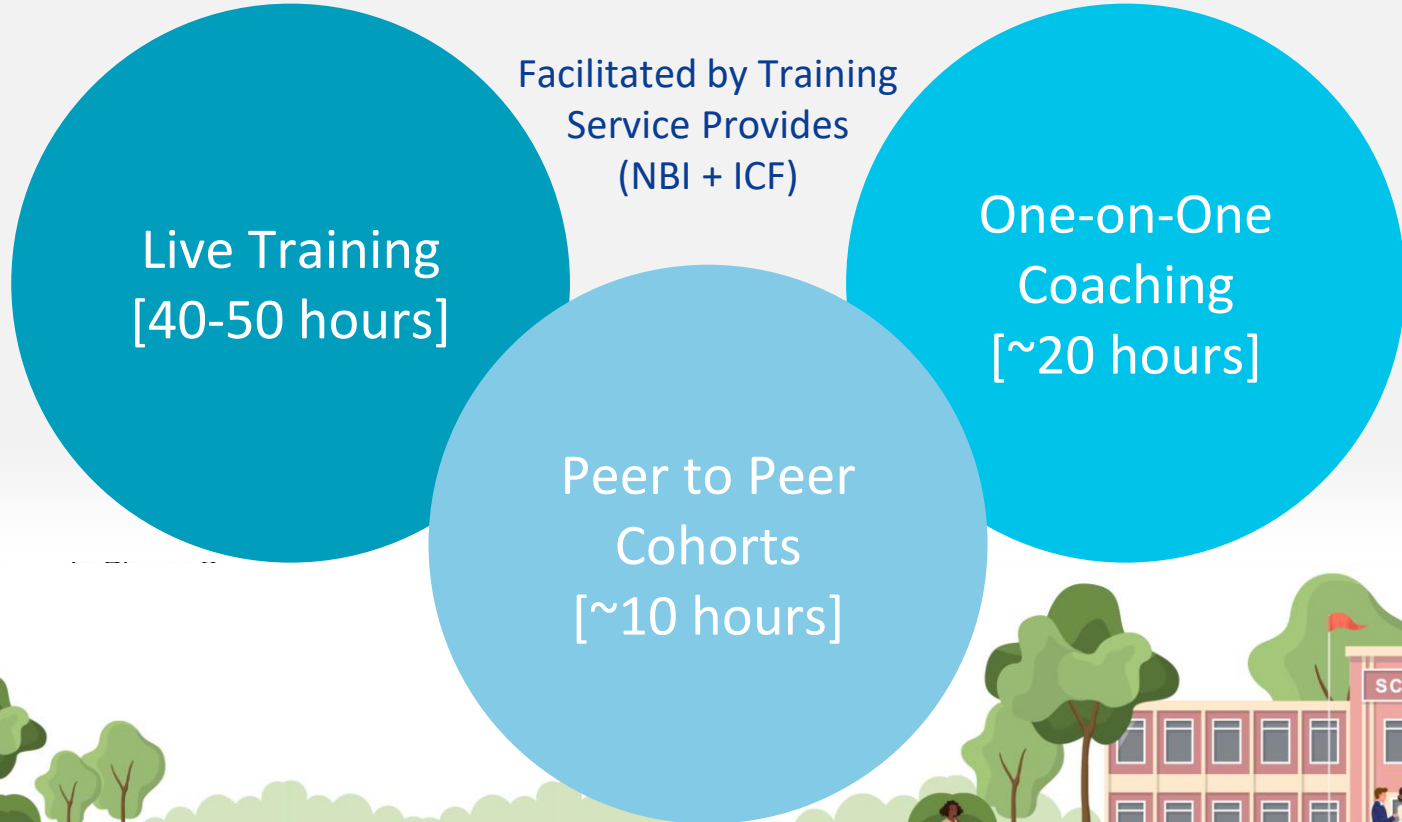 Facilitated by Training
Service Provides
(NBI + ICF)
Live Training
[40-50 hours]
One-on-One
Coaching
[~20 hours]
Peer to Peer
Cohorts
[~10 hours]
SC